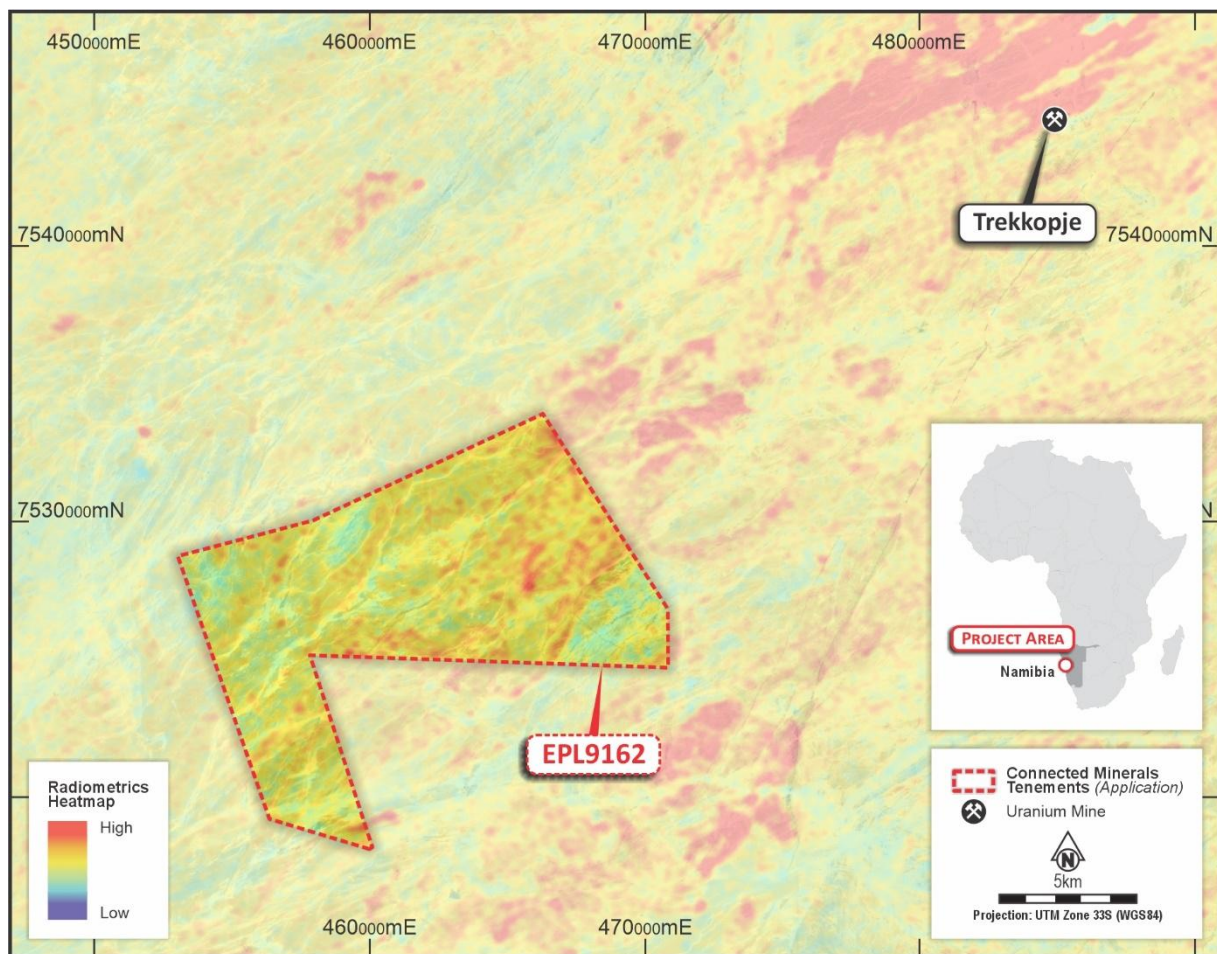 450000mE
460000mE
470000mE
480000mE
Trekkopje
7540000mN
7540000mN
7530000mN
7530000mN
PROJECT AREA
Namibia
EPL9162
Radiometrics
Heatmap
High
Low
Connected Minerals
Tenements (Application)
Uranium Mine
N
5km
Projection: UTM Zone 33S (WGS84)
460000mE
470000mE